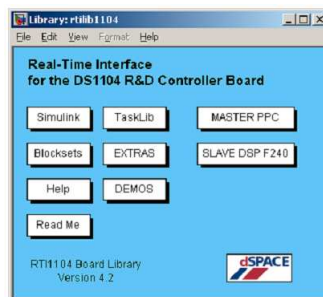 Library: rtilib1104
File Edit View Format Help
Real-Time Interface
for the DS1104 R&D Controller Board
Simulink TaskLib MASTER PPC
Blocksets EXTRAS SLAVE DSP F240
Help DEMOS
Read Me
RTI1104 Board Library
Version 4.2
dSPACE